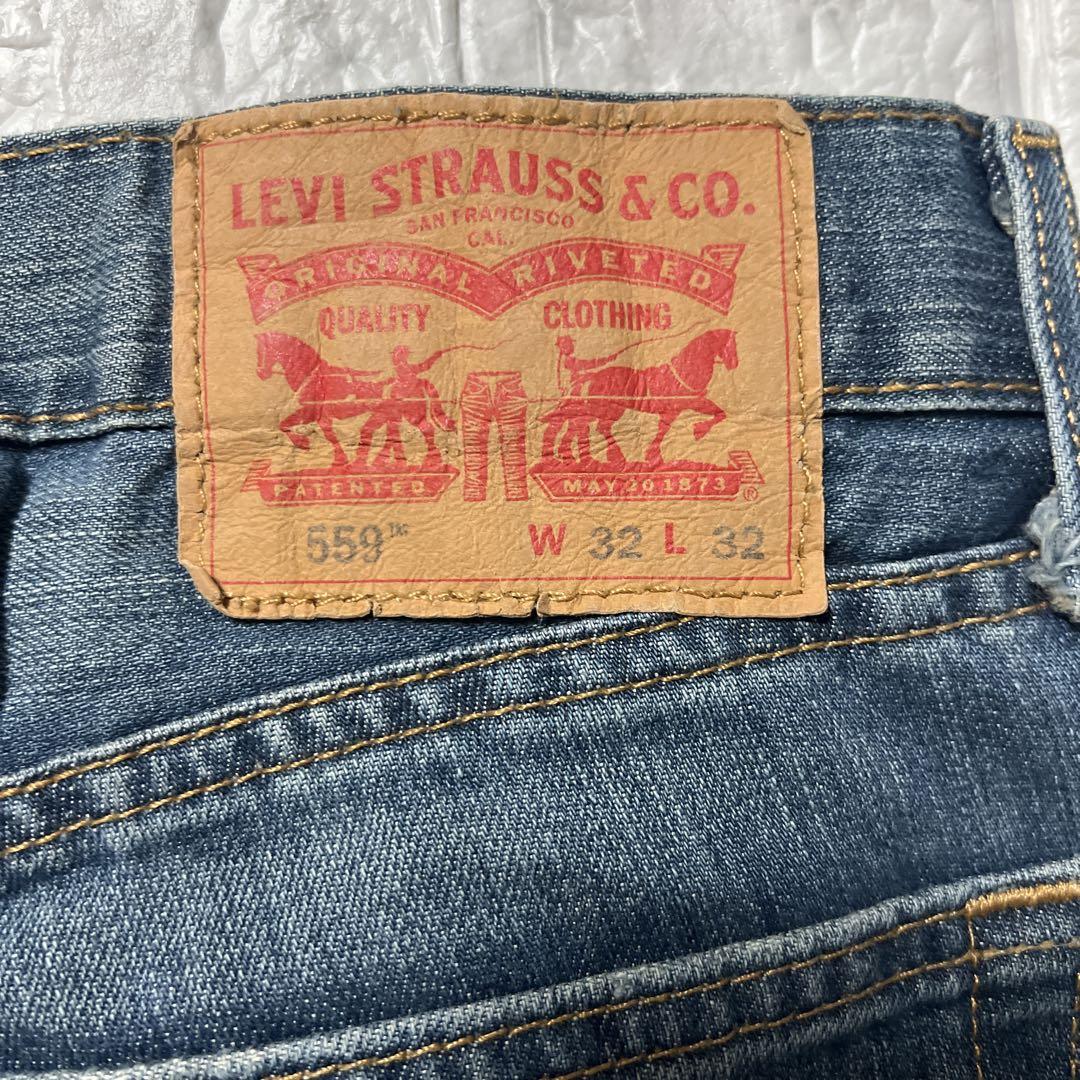 LEVI STRAUSS & CO.
SAN FRANCISCO
CAL.
ORIGINAL RIVETED
QUALITY CLOTHING
PATENTED MAY 20 1873 ®
559™ W 32 L 32